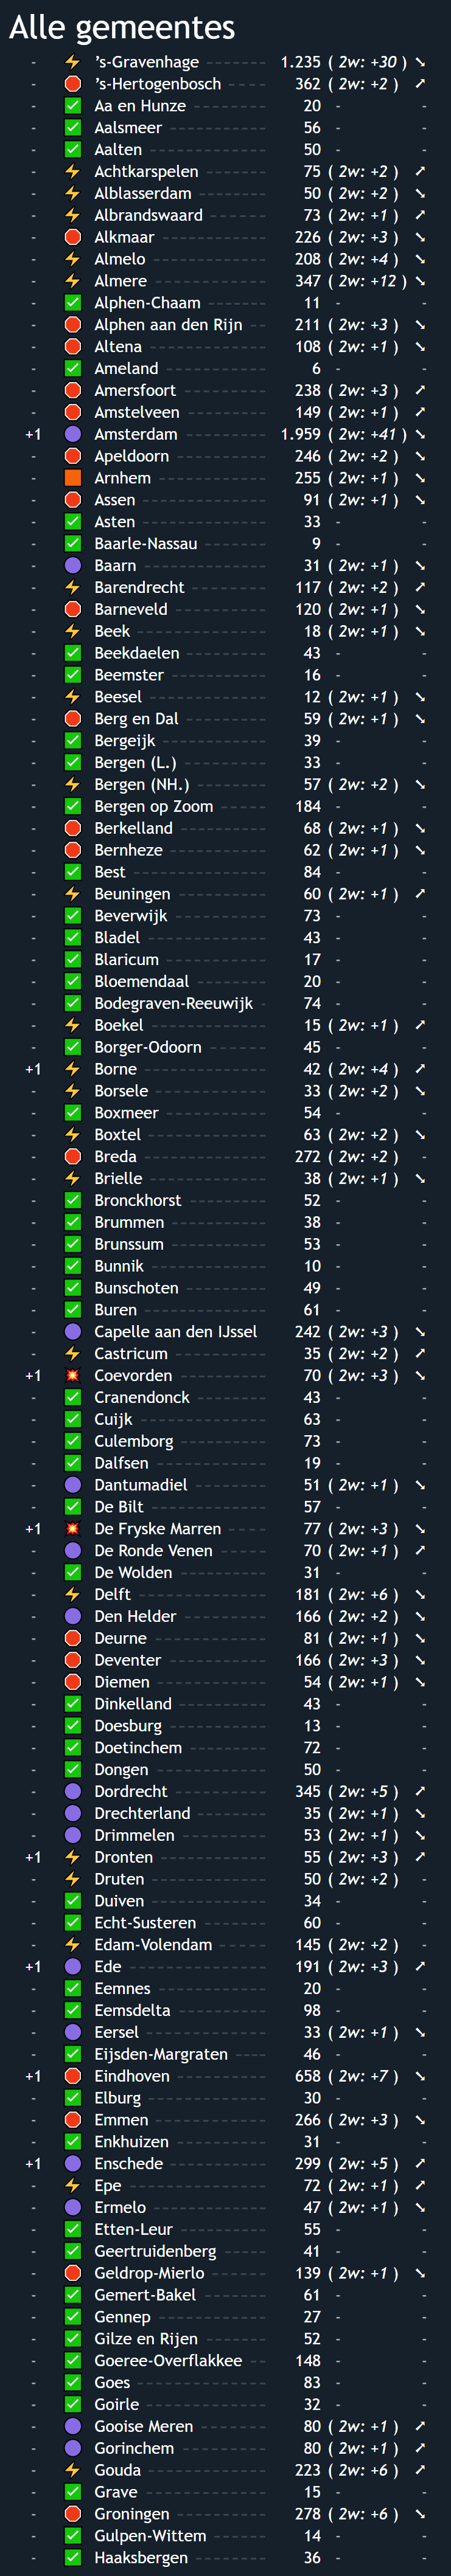 Alle gemeentes
- ’s-Gravenhage 1.235 ( 2w: +30 ) ↘
- ’s-Hertogenbosch 362 ( 2w: +2 ) ↗
- Aa en Hunze 20 - -
- Aalsmeer 56 - -
- Aalten 50 - -
- Achtkarspelen 75 ( 2w: +2 ) ↗
- Alblasserdam 50 ( 2w: +2 ) ↘
- Albrandswaard 73 ( 2w: +1 ) ↗
- Alkmaar 226 ( 2w: +3 ) ↘
- Almelo 208 ( 2w: +4 ) ↘
- Almere 347 ( 2w: +12 ) ↘
- Alphen-Chaam 11 - -
- Alphen aan den Rijn 211 ( 2w: +3 ) ↘
- Altena 108 ( 2w: +1 ) ↘
- Ameland 6 - -
- Amersfoort 238 ( 2w: +3 ) ↗
- Amstelveen 149 ( 2w: +1 ) ↗
+1 Amsterdam 1.959 ( 2w: +41 ) ↘
- Apeldoorn 246 ( 2w: +2 ) ↘
- Arnhem 255 ( 2w: +1 ) ↘
- Assen 91 ( 2w: +1 ) ↘
- Asten 33 - -
- Baarle-Nassau 9 - -
- Baarn 31 ( 2w: +1 ) ↘
- Barendrecht 117 ( 2w: +2 ) ↗
- Barneveld 120 ( 2w: +1 ) ↘
- Beek 18 ( 2w: +1 ) ↘
- Beekdaelen 43 - -
- Beemster 16 - -
- Beesel 12 ( 2w: +1 ) ↘
- Berg en Dal 59 ( 2w: +1 ) ↘
- Bergeijk 39 - -
- Bergen (L.) 33 - -
- Bergen (NH.) 57 ( 2w: +2 ) ↘
- Bergen op Zoom 184 - -
- Berkelland 68 ( 2w: +1 ) ↘
- Bernheze 62 ( 2w: +1 ) ↘
- Best 84 - -
- Beuningen 60 ( 2w: +1 ) ↗
- Beverwijk 73 - -
- Bladel 43 - -
- Blaricum 17 - -
- Bloemendaal 20 - -
- Bodegraven-Reeuwijk 74 - -
- Boekel 15 ( 2w: +1 ) ↗
- Borger-Odoorn 45 - -
+1 Borne 42 ( 2w: +4 ) ↗
- Borsele 33 ( 2w: +2 ) ↘
- Boxmeer 54 - -
- Boxtel 63 ( 2w: +2 ) ↘
- Breda 272 ( 2w: +2 ) -
- Brielle 38 ( 2w: +1 ) ↘
- Bronckhorst 52 - -
- Brummen 38 - -
- Brunssum 53 - -
- Bunnik 10 - -
- Bunschoten 49 - -
- Buren 61 - -
- Capelle aan den IJssel 242 ( 2w: +3 ) ↘
- Castricum 35 ( 2w: +2 ) ↗
+1 Coevorden 70 ( 2w: +3 ) ↘
- Cranendonck 43 - -
- Cuijk 63 - -
- Culemborg 73 - -
- Dalfsen 19 - -
- Dantumadiel 51 ( 2w: +1 ) ↘
- De Bilt 57 - -
+1 De Fryske Marren 77 ( 2w: +3 ) ↘
- De Ronde Venen 70 ( 2w: +1 ) ↗
- De Wolden 31 - -
- Delft 181 ( 2w: +6 ) ↘
- Den Helder 166 ( 2w: +2 ) ↘
- Deurne 81 ( 2w: +1 ) ↘
- Deventer 166 ( 2w: +3 ) ↘
- Diemen 54 ( 2w: +1 ) ↘
- Dinkelland 43 - -
- Doesburg 13 - -
- Doetinchem 72 - -
- Dongen 50 - -
- Dordrecht 345 ( 2w: +5 ) ↗
- Drechterland 35 ( 2w: +1 ) ↘
- Drimmelen 53 ( 2w: +1 ) ↘
+1 Dronten 55 ( 2w: +3 ) ↗
- Druten 50 ( 2w: +2 ) -
- Duiven 34 - -
- Echt-Susteren 60 - -
- Edam-Volendam 145 ( 2w: +2 ) -
+1 Ede 191 ( 2w: +3 ) ↗
- Eemnes 20 - -
- Eemsdelta 98 - -
- Eersel 33 ( 2w: +1 ) ↘
- Eijsden-Margraten 46 - -
+1 Eindhoven 658 ( 2w: +7 ) ↘
- Elburg 30 - -
- Emmen 266 ( 2w: +3 ) ↘
- Enkhuizen 31 - -
+1 Enschede 299 ( 2w: +5 ) ↗
- Epe 72 ( 2w: +1 ) ↗
- Ermelo 47 ( 2w: +1 ) ↘
- Etten-Leur 55 - -
- Geertruidenberg 41 - -
- Geldrop-Mierlo 139 ( 2w: +1 ) ↘
- Gemert-Bakel 61 - -
- Gennep 27 - -
- Gilze en Rijen 52 - -
- Goeree-Overflakkee 148 - -
- Goes 83 - -
- Goirle 32 - -
- Gooise Meren 80 ( 2w: +1 ) ↗
- Gorinchem 80 ( 2w: +1 ) ↗
- Gouda 223 ( 2w: +6 ) ↗
- Grave 15 - -
- Groningen 278 ( 2w: +6 ) ↘
- Gulpen-Wittem 14 - -
- Haaksbergen 36 - -